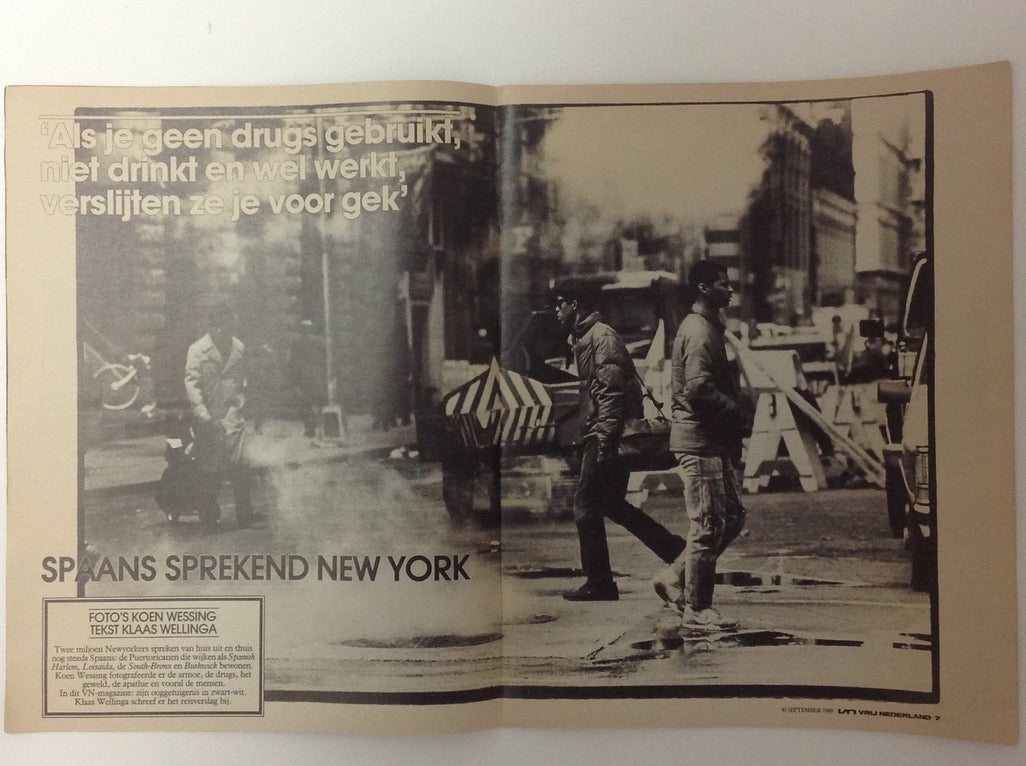 ‘Als je geen drugs gebruikt,
niet drinkt en wel werkt,
verslijten ze je voor gek’
SPAANS SPREKEND NEW YORK
FOTO'S KOEN WESSING
TEKST KLAAS WELLINGA
Twee miljoen Newyorkers spreken van huis uit en thuis
nog steeds Spaans: de Puertoricanen die wijken als Spanish
Harlem, Loisaida, de South-Bronx en Bushwick bewonen.
Koen Wessing fotografeerde er de armoe, de drugs, het
geweld, de apathie en vooral de mensen.
In dit VN-magazine: zijn ooggetuigenis in zwart-wit.
Klaas Wellinga schreef er het reisverslag bij.
SEPTEMBER 1989 VN VRIJ NEDERLAND 7